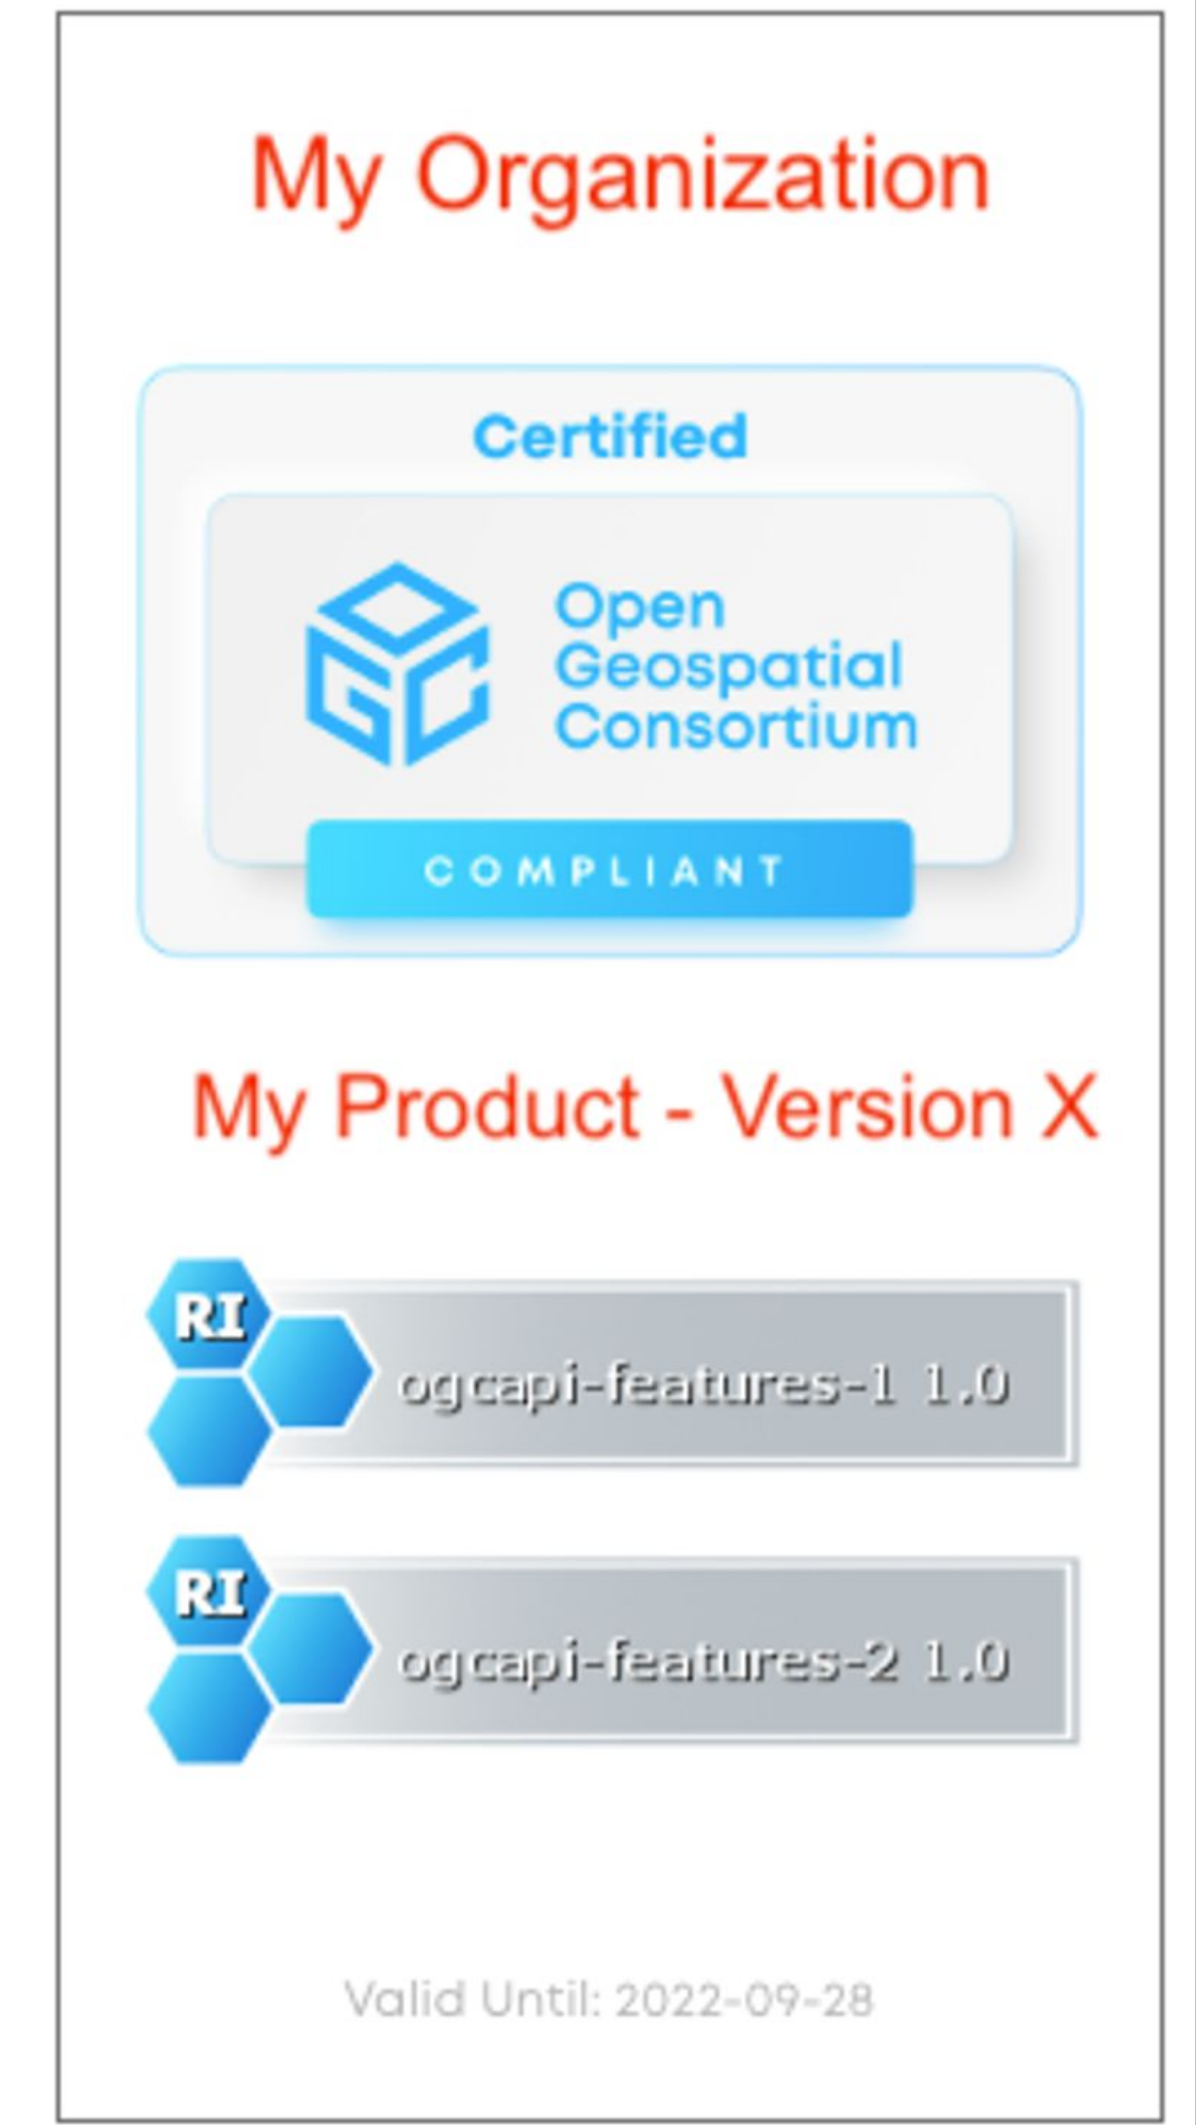 My Organization
Certified
GC
Open
Geospatial
Consortium
COMPLIANT
My Product - Version X
RI
ogcapi-features-1 1.0
RI
ogcapi-features-2 1.0
Valid Until: 2022-09-28